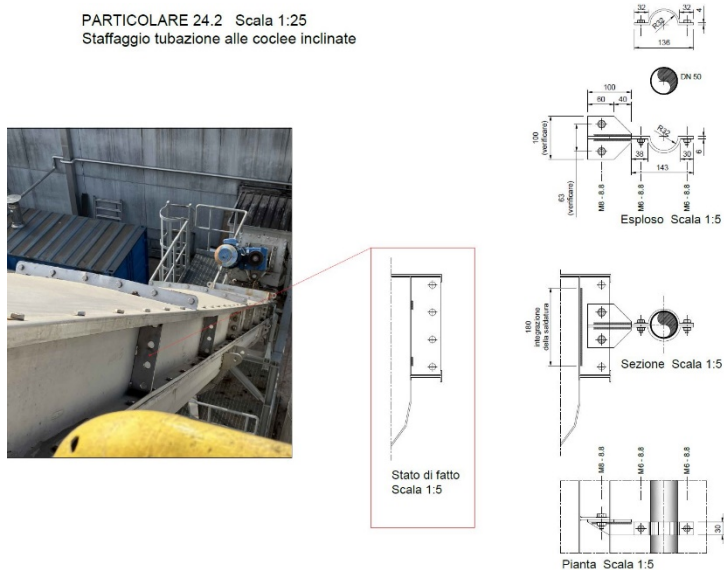 PARTICOLARE 24.2 Scala 1:25
Staffaggio tubazione alle coclee inclinate
32
32
4
R32
136
DN 50
100
60
40
100
(verificare)
63
(verificare)
R32
6
38
30
143
M8 - 8.8
M6 - 8.8
M6 - 8.8
Esploso Scala 1:5
Stato di fatto
Scala 1:5
180
integrazione
della saldatura
Sezione Scala 1:5
M8 - 8.8
M6 - 8.8
M6 - 8.8
30
Pianta Scala 1:5